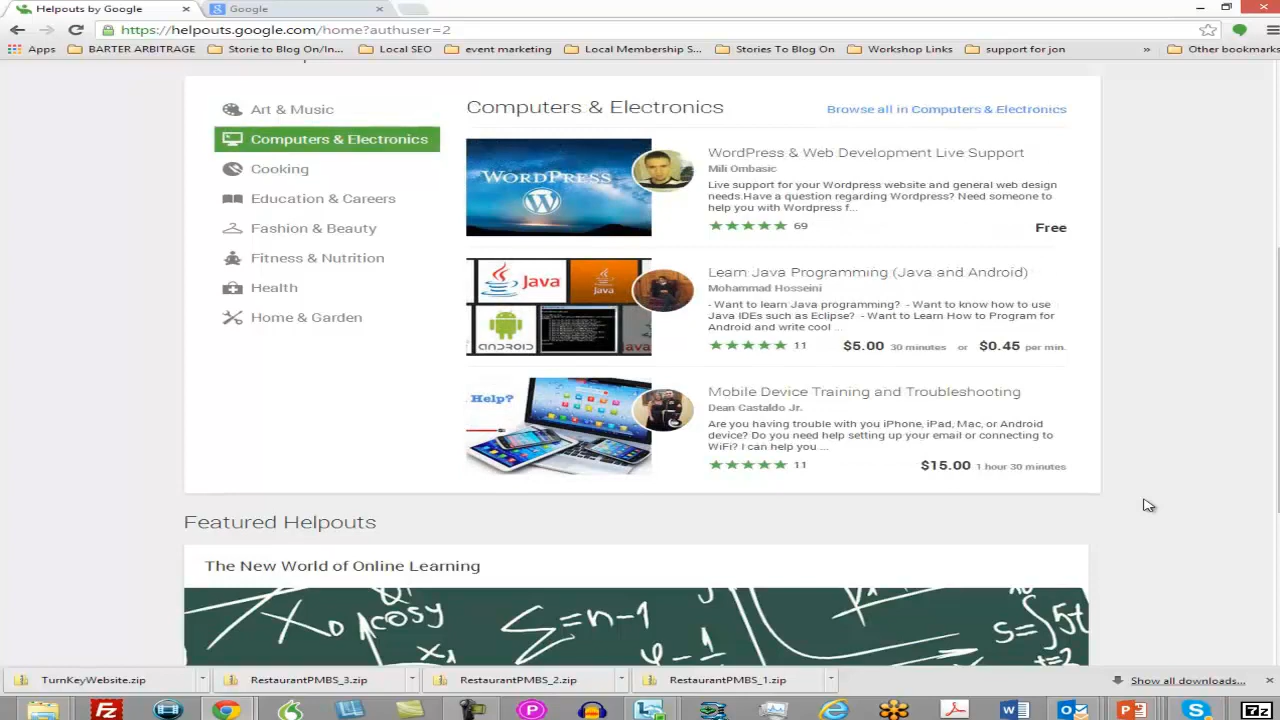 Helpouts by Google
Google
https://helpouts.google.com/home?authuser=2
Apps BARTER ARBITRAGE Storie to Blog On/In... Local SEO event marketing Local Membership S... Stories To Blog On Workshop Links support for jon » Other bookmarks
Art & Music
Computers & Electronics
Cooking
Education & Careers
Fashion & Beauty
Fitness & Nutrition
Health
Home & Garden
Computers & Electronics
Browse all in Computers & Electronics
WORDPRESS
WordPress & Web Development Live Support
Mili Ombasic
Live support for your Wordpress website and general web design
needs.Have a question regarding Wordpress? Need someone to
help you with Wordpress f...
69
Free
Java
Java
ANDROID
Learn Java Programming (Java and Android)
Mohammad Hosseini
- Want to learn Java programming? - Want to know how to use
Java IDEs such as Eclipse? - Want to Learn How to Program for
Android and write cool ...
11 $5.00 30 minutes or $0.45 per min.
Help?
Mobile Device Training and Troubleshooting
Dean Castaldo Jr.
Are you having trouble with you iPhone, iPad, Mac, or Android
device? Do you need help setting up your email or connecting to
WiFi? I can help you ...
11 $15.00 1 hour 30 minutes
Featured Helpouts
The New World of Online Learning
cosy
Σ=n-1
S=∫5t
TurnKeyWebsite.zip RestaurantPMBS_3.zip RestaurantPMBS_2.zip RestaurantPMBS_1.zip Show all downloads...